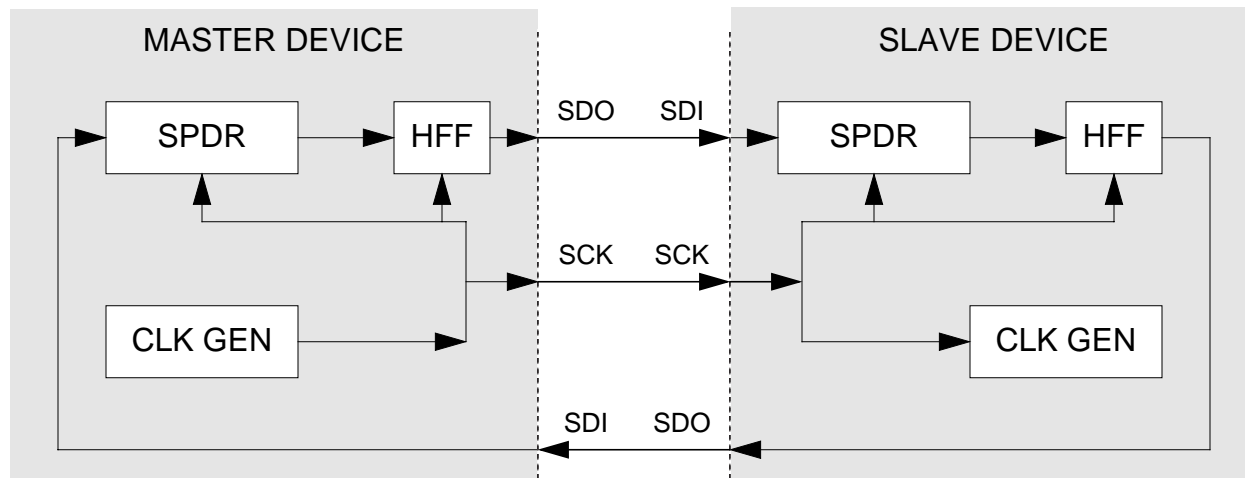 MASTER DEVICE
SLAVE DEVICE
SPDR
HFF
SDO
SDI
SPDR
HFF
SCK
SCK
CLK GEN
CLK GEN
SDI
SDO